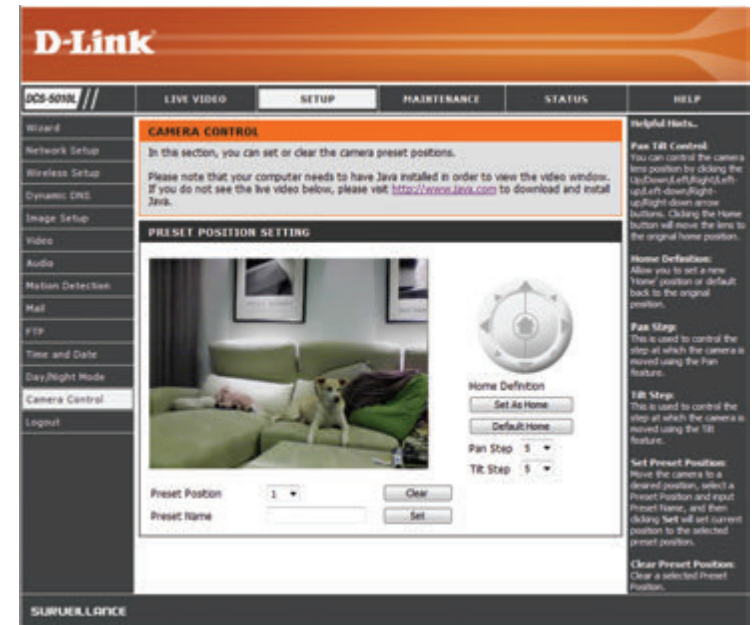 D-Link
DCS-5010L
LIVE VIDEO
SETUP
MAINTENANCE
STATUS
HELP
Wizard
Network Setup
Wireless Setup
Dynamic DNS
Image Setup
Video
Audio
Motion Detection
Mail
FTP
Time and Date
Day/Night Mode
Camera Control
Logout
CAMERA CONTROL
In this section, you can set or clear the camera preset positions.
Please note that your computer needs to have Java installed in order to view the video window.
If you do not see the live video below, please visit http://www.java.com to download and install
Java.
PRESET POSITION SETTING
Home Definition
Set As Home
Default Home
Pan Step 5
Tilt Step 5
Preset Position 1 Clear
Preset Name Set
Helpful Hints..
Pan Tilt Control:
You can control the camera
lens position by clicking the
Up/Down/Left/Right/Left-
up/Left-down/Right-
up/Right-down arrow
buttons. Clicking the Home
button will move the lens to
the original home position.
Home Definition:
Allow you to set a new
'Home' position or default
back to the original
position.
Pan Step:
This is used to control the
step at which the camera is
moved using the Pan
feature.
Tilt Step:
This is used to control the
step at which the camera is
moved using the Tilt
feature.
Set Preset Position:
Move the camera to a
desired position, select a
Preset Position and input
Preset Name, and then
clicking Set will set current
position to the selected
preset position.
Clear Preset Position:
Clear a selected Preset
Position.
SURVEILLANCE